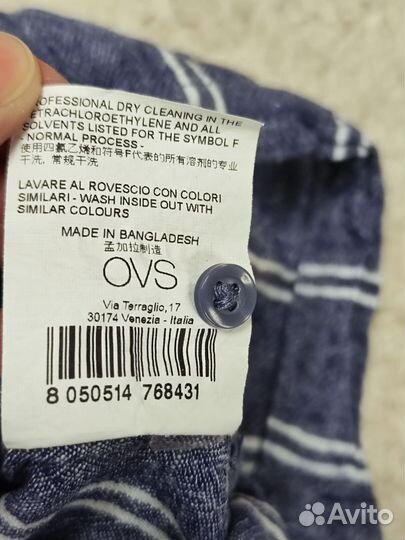 PROFESSIONAL DRY CLEANING IN THE
TETRACHLOROETHYLENE AND ALL
SOLVENTS LISTED FOR THE SYMBOL F
- NORMAL PROCESS -
使用四氯乙烯和符号F代表的所有溶剂的专业
干洗, 常规干洗
LAVARE AL ROVESCIO CON COLORI
SIMILARI - WASH INSIDE OUT WITH
SIMILAR COLOURS
MADE IN BANGLADESH
孟加拉制造
OVS
Via Terraglio,17
30174 Venezia - Italia
8 050514 768431
Avito